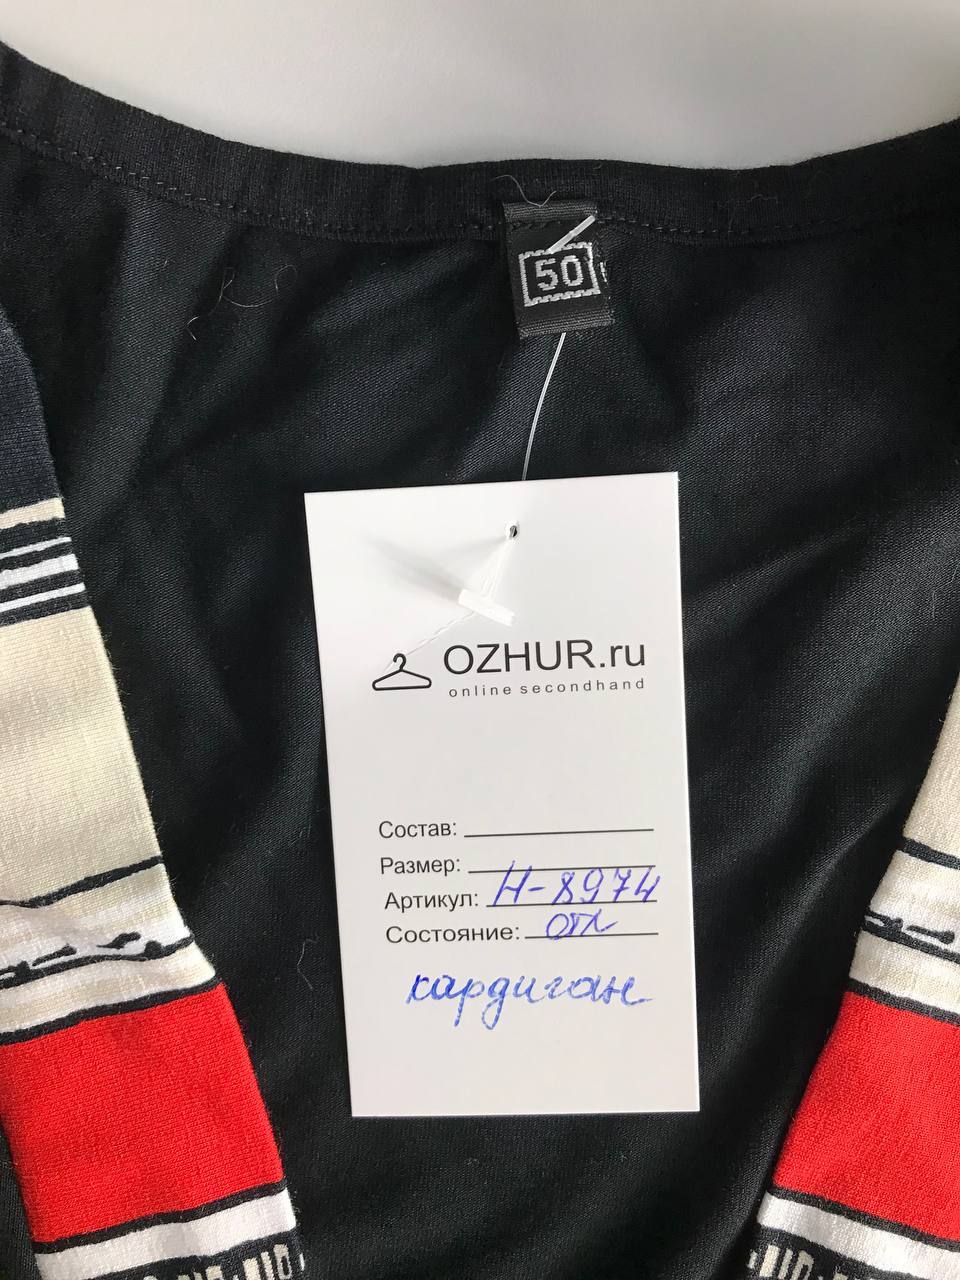 50
OZHUR.ru
online secondhand
Состав:
Размер:
Артикул: Н-8974
Состояние: отл
кардиган